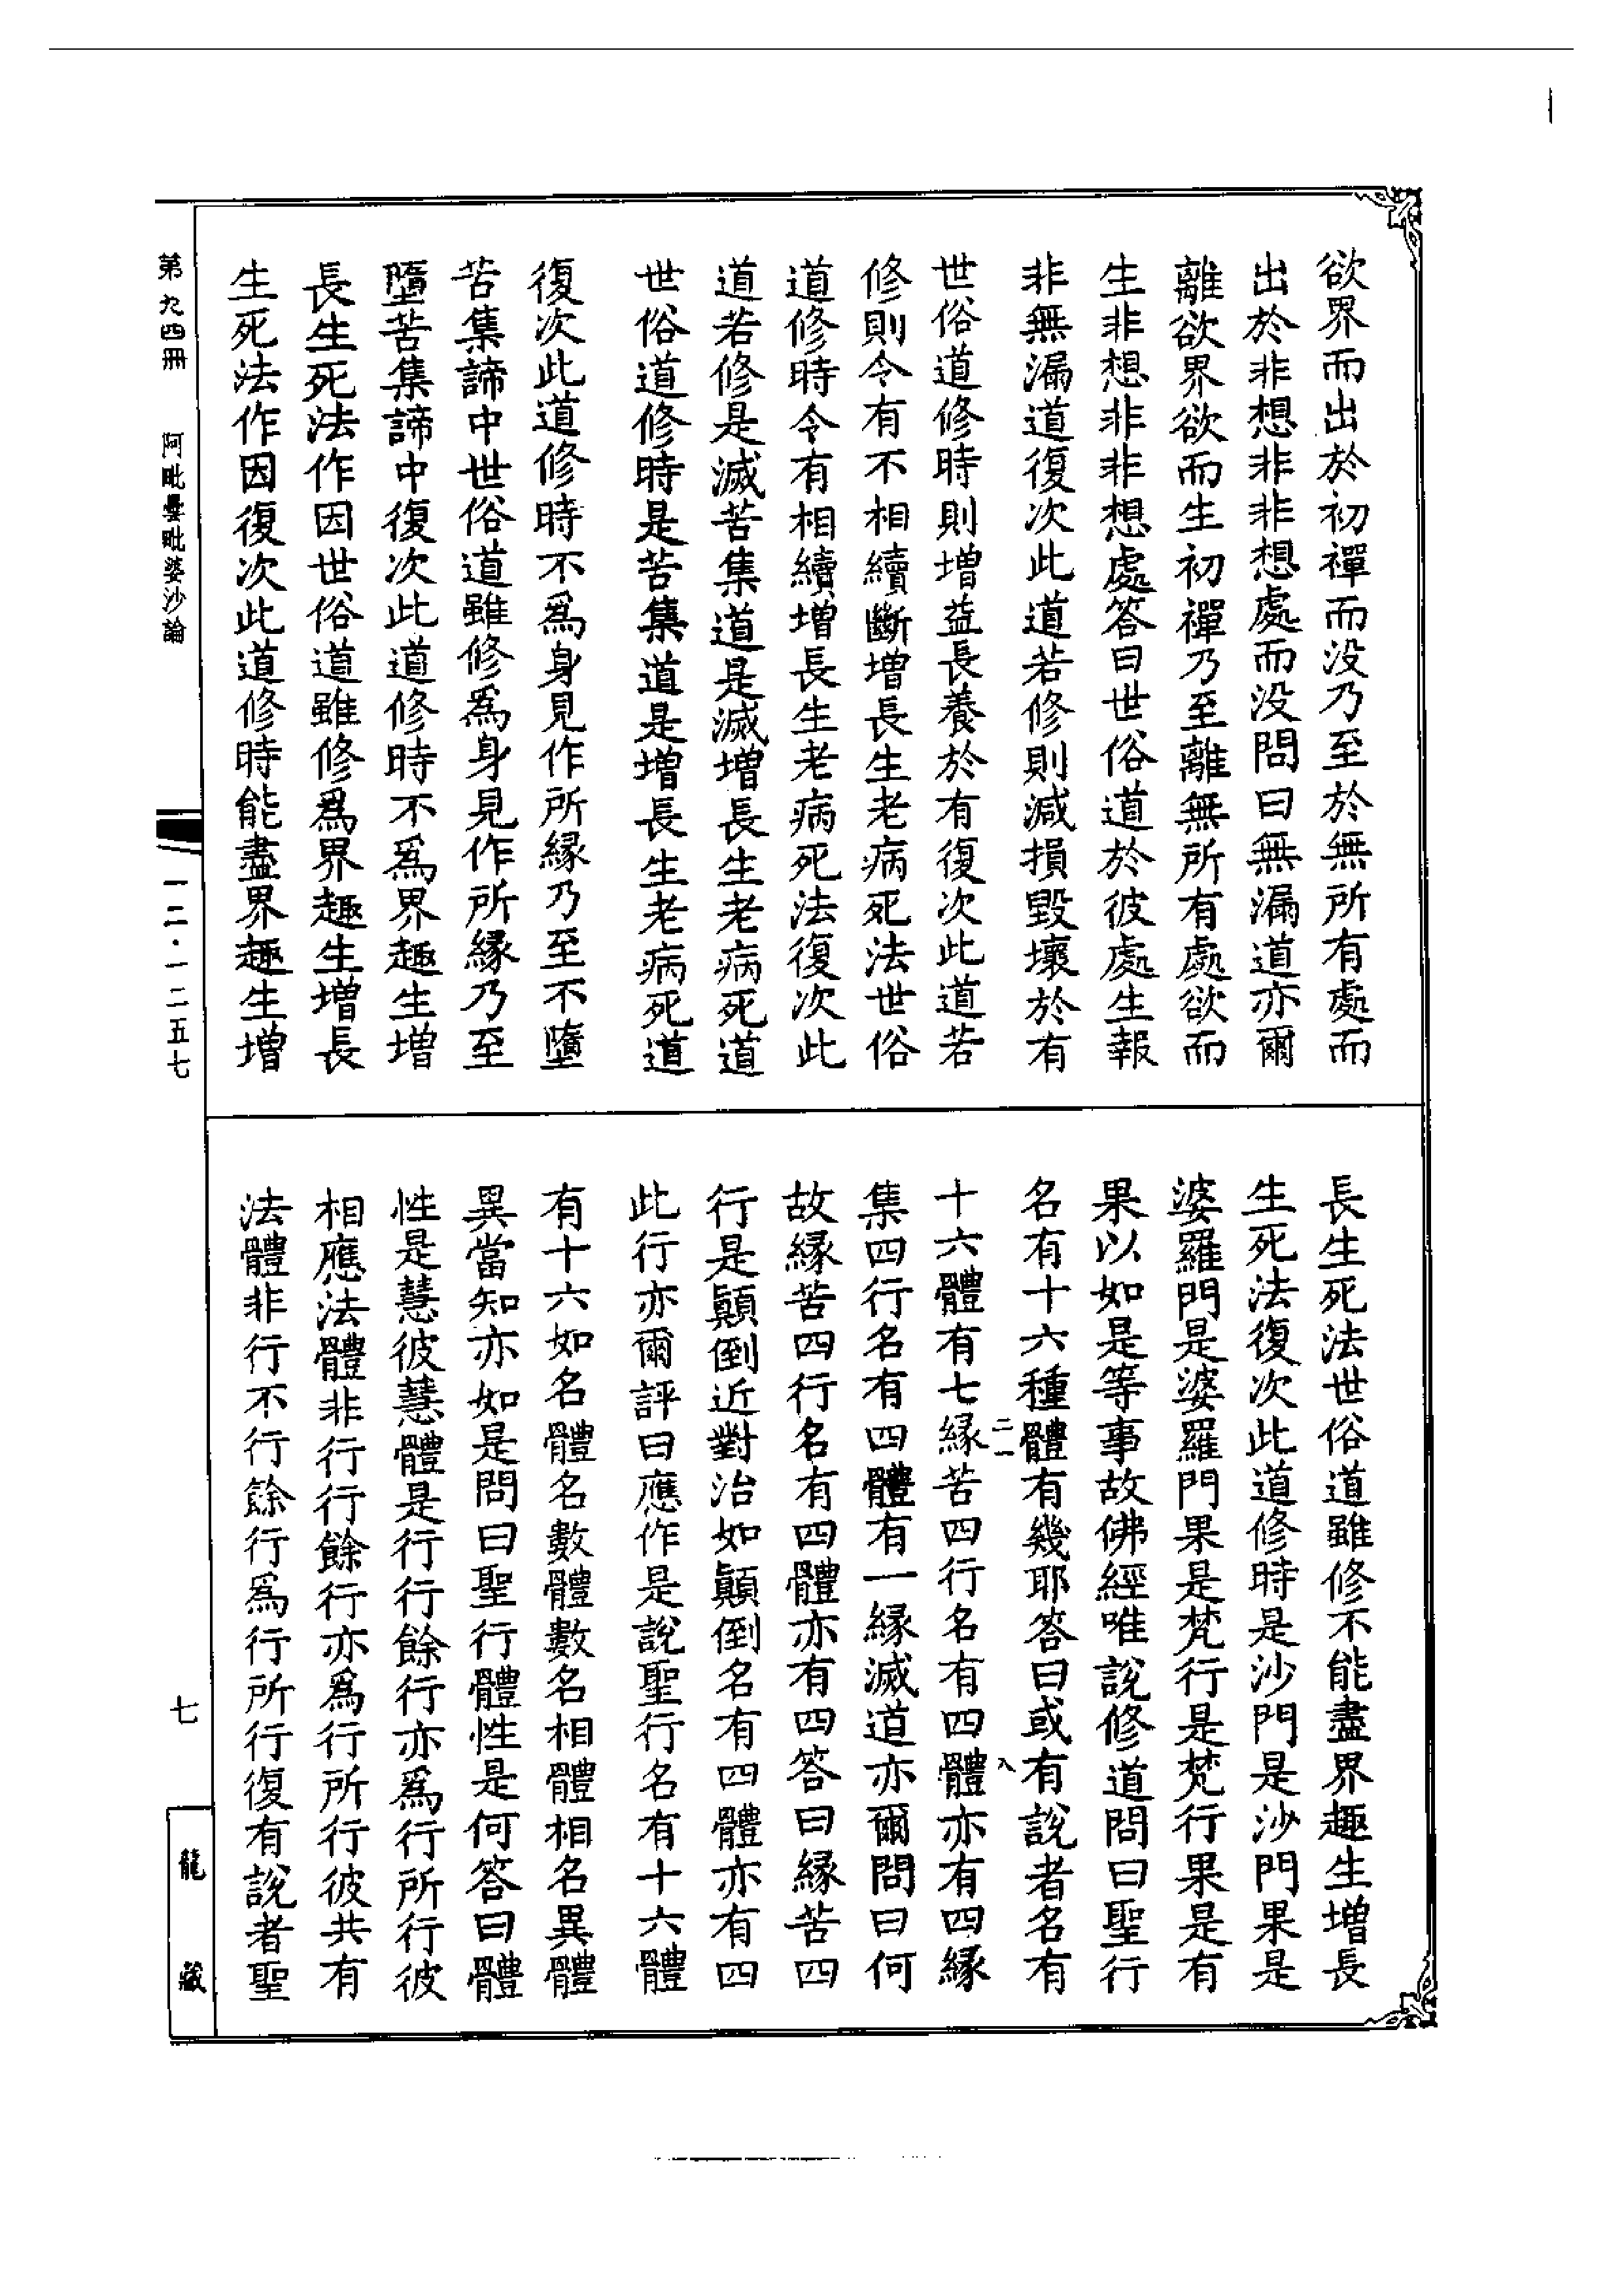 欲界而出於初禪而没乃至於無所有處而
出於非想非非想處而没問曰無漏道亦爾
離欲界欲而生初禪乃至離無所有處欲而
生非想非非想處答曰世俗道於彼處生報
非無漏道復次此道若修則減損毀壞於有
世俗道修時則增益長養於有復次此道若
修則令有不相續斷增長生老病死法世俗
道修時令有相續增長生老病死法復次此
道若修是滅苦集道是滅增長生老病死道
世俗道修時是苦集道是增長生老病死道
復次此道修時不爲身見作所緣乃至不墮
苦集諦中世俗道雖修爲身見作所緣乃至
墮苦集諦中復次此道修時不爲界趣生增
長生死法作因世俗道雖修爲界趣生增長
生死法作因復次此道修時能盡界趣生增
長生死法世俗道雖修不能盡界趣生增長
生死法復次此道修時是沙門是沙門果是
婆羅門是婆羅門果是梵行是梵行果是有
果以如是等事故佛經唯說修道問曰聖行
名有十六種體有幾耶答曰或有說者名有
十六體有七緣苦四行名有四體亦有四緣
集四行名有四體有一緣滅道亦爾問曰何
故緣苦四行名有四體亦有四答曰緣苦四
行是顛倒近對治如顛倒名有四體亦有四
此行亦爾評曰應作是說聖行名有十六體
有十六如名體名數體數名相體相名異體
異當知亦如是問曰聖行體性是何答曰體
性是慧彼慧體是行行餘行亦爲行所行彼
相應法體非行行餘行亦爲行所行彼共有
法體非行不行餘行爲行所行復有說者聖
二一
八
第九四冊 阿毗曇毗婆沙論
一二·一二五七
七
龍藏